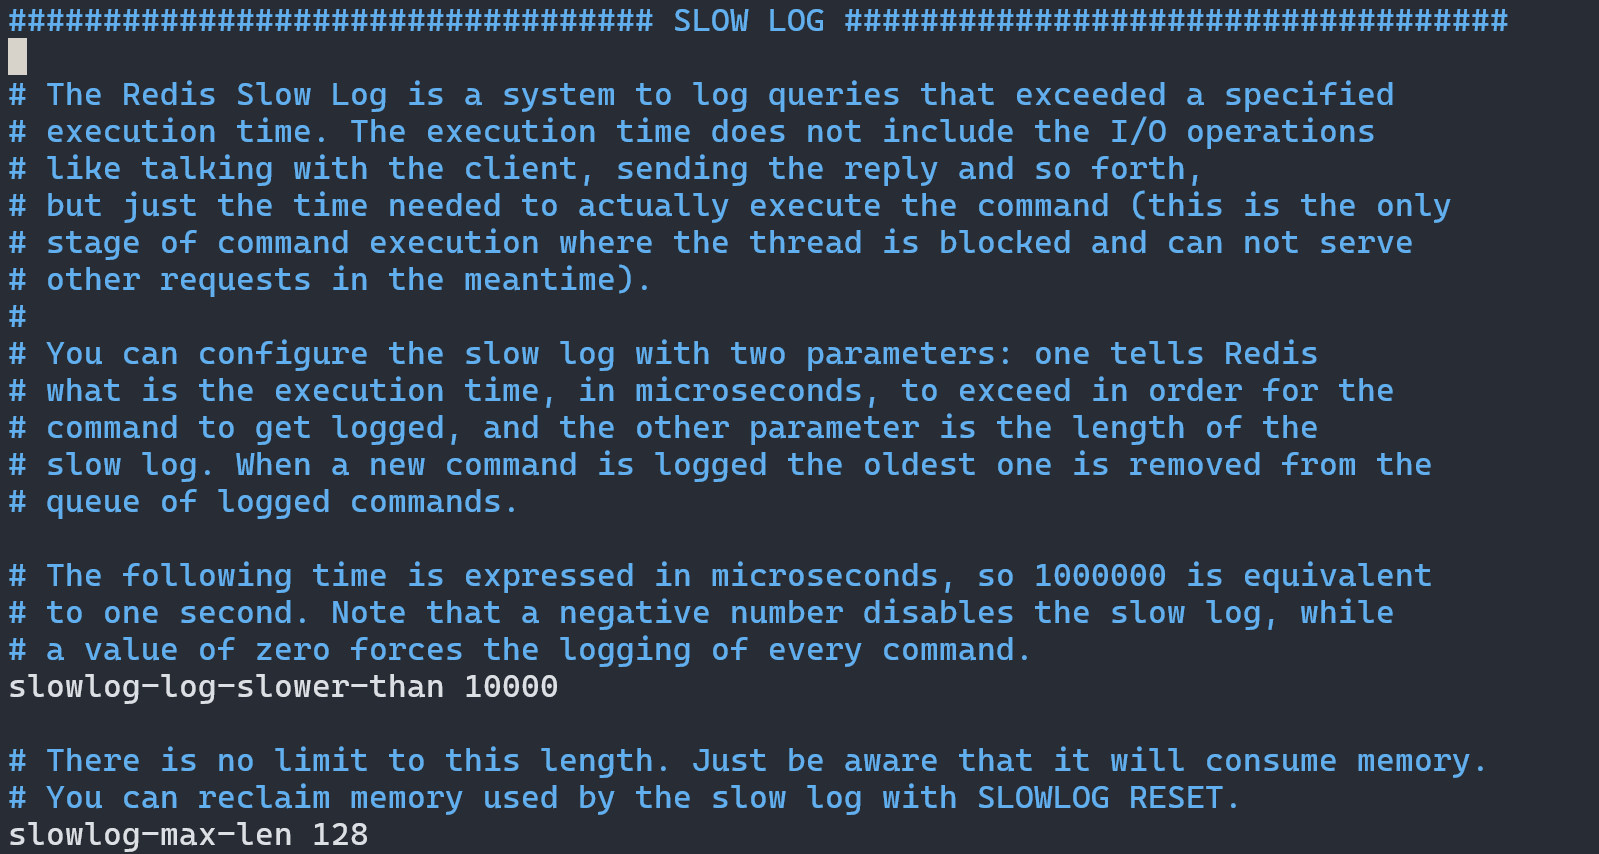 ################################## SLOW LOG ###################################

# The Redis Slow Log is a system to log queries that exceeded a specified
# execution time. The execution time does not include the I/O operations
# like talking with the client, sending the reply and so forth,
# but just the time needed to actually execute the command (this is the only
# stage of command execution where the thread is blocked and can not serve
# other requests in the meantime).
#
# You can configure the slow log with two parameters: one tells Redis
# what is the execution time, in microseconds, to exceed in order for the
# command to get logged, and the other parameter is the length of the
# slow log. When a new command is logged the oldest one is removed from the
# queue of logged commands.

# The following time is expressed in microseconds, so 1000000 is equivalent
# to one second. Note that a negative number disables the slow log, while
# a value of zero forces the logging of every command.
slowlog-log-slower-than 10000

# There is no limit to this length. Just be aware that it will consume memory.
# You can reclaim memory used by the slow log with SLOWLOG RESET.
slowlog-max-len 128